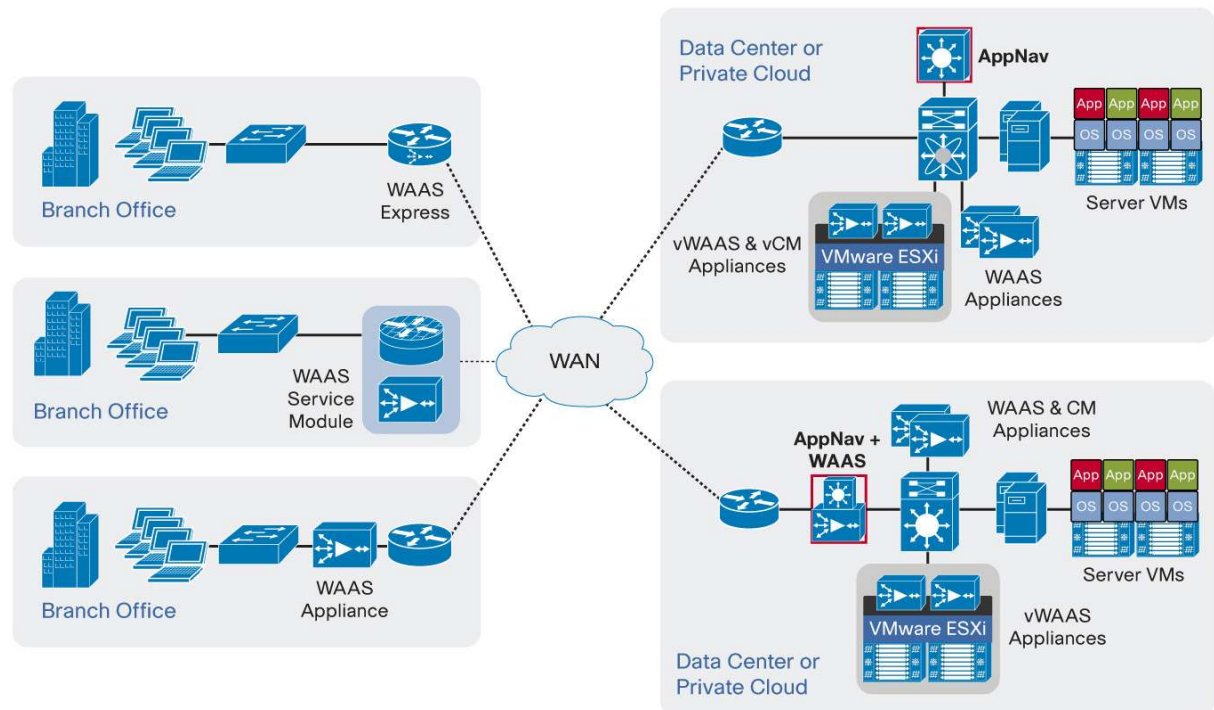 Branch Office
WAAS
Express
Branch Office
WAAS
Service
Module
Branch Office
WAAS
Appliance
WAN
Data Center or
Private Cloud
AppNav
App App App App
OS OS OS OS
Server VMs
vWAAS & vCM
Appliances
VMware ESXi
WAAS
Appliances
WAAS & CM
Appliances
AppNav +
WAAS
App App App App
OS OS OS OS
Server VMs
VMware ESXi
vWAAS
Appliances
Data Center or
Private Cloud